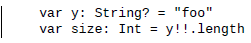 var y: String? = "foo"
var size: Int = y!!.length